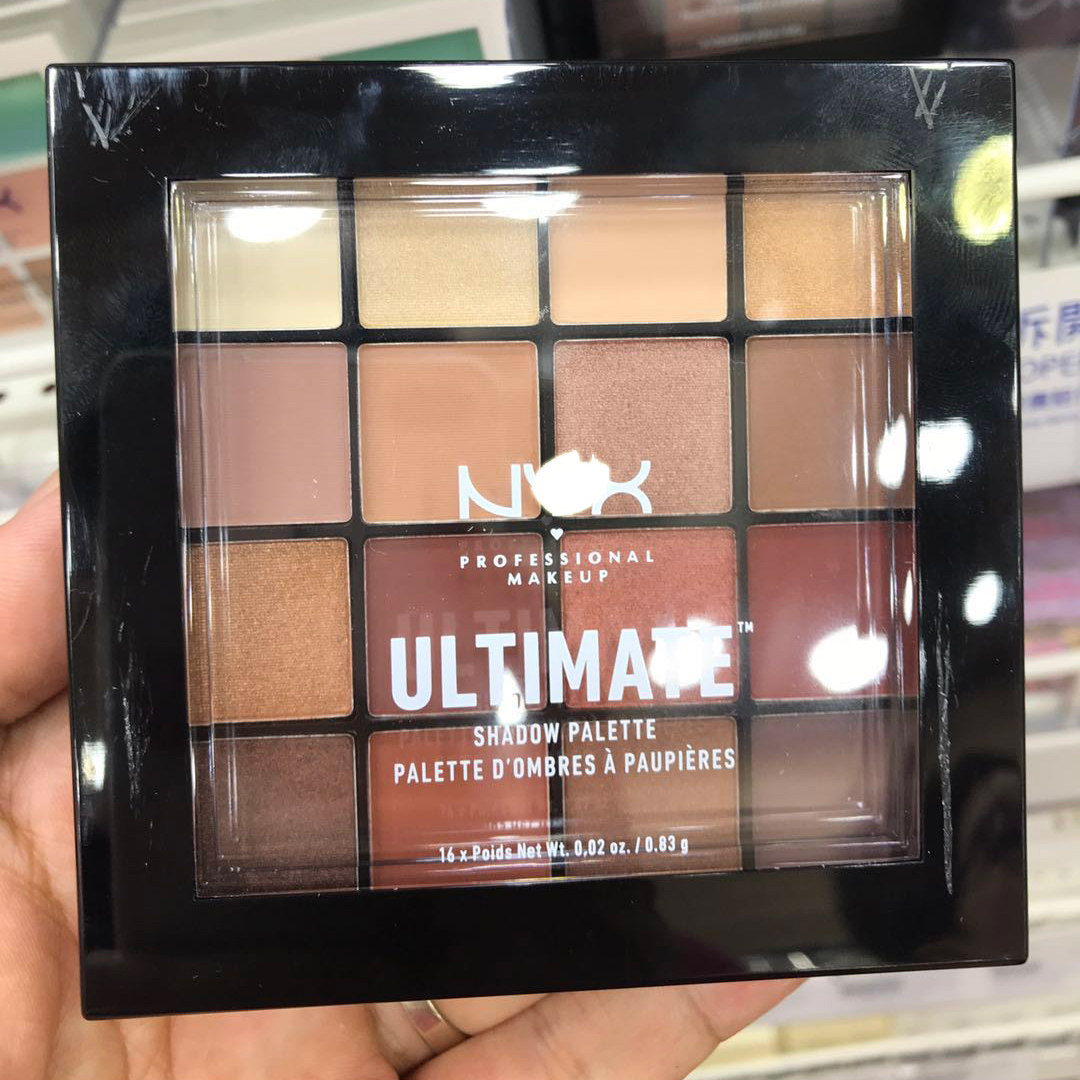 NYX
PROFESSIONAL
MAKEUP
ULTIMATE™
SHADOW PALETTE
PALETTE D'OMBRES À PAUPIÈRES
16 x Poids Net Wt. 0,02 oz. / 0.83 g